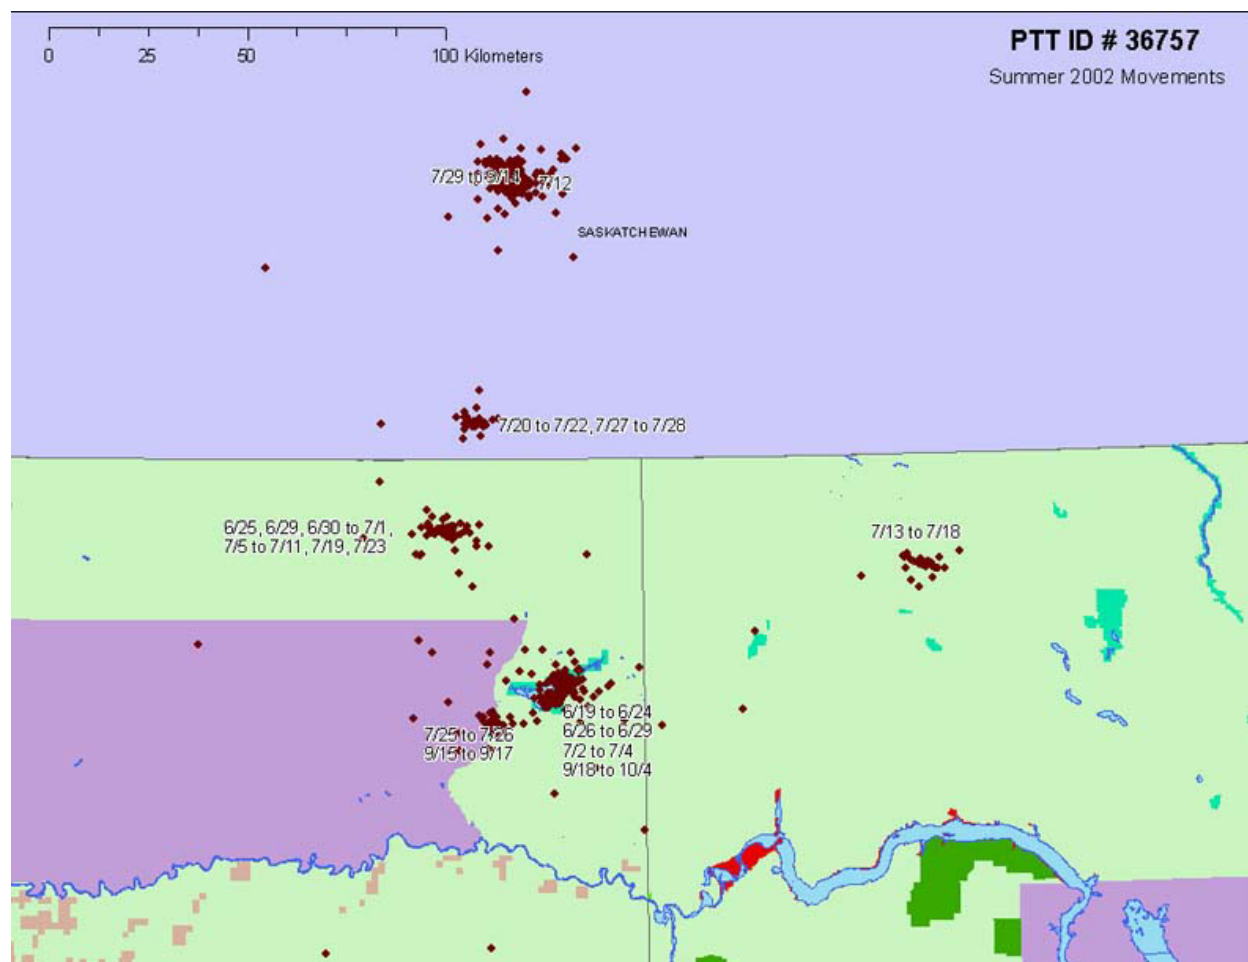 PTT ID # 36757
Summer 2002 Movements
0 25 50 100 Kilometers
7/29 to 9/14
7/12
SASKATCHEWAN
7/20 to 7/22, 7/27 to 7/28
6/25, 6/29, 6/30 to 7/1,
7/5 to 7/11, 7/19, 7/23
7/13 to 7/18
6/19 to 6/24
6/26 to 6/29
7/2 to 7/4
9/18 to 10/4
7/25 to 7/26
9/15 to 9/17